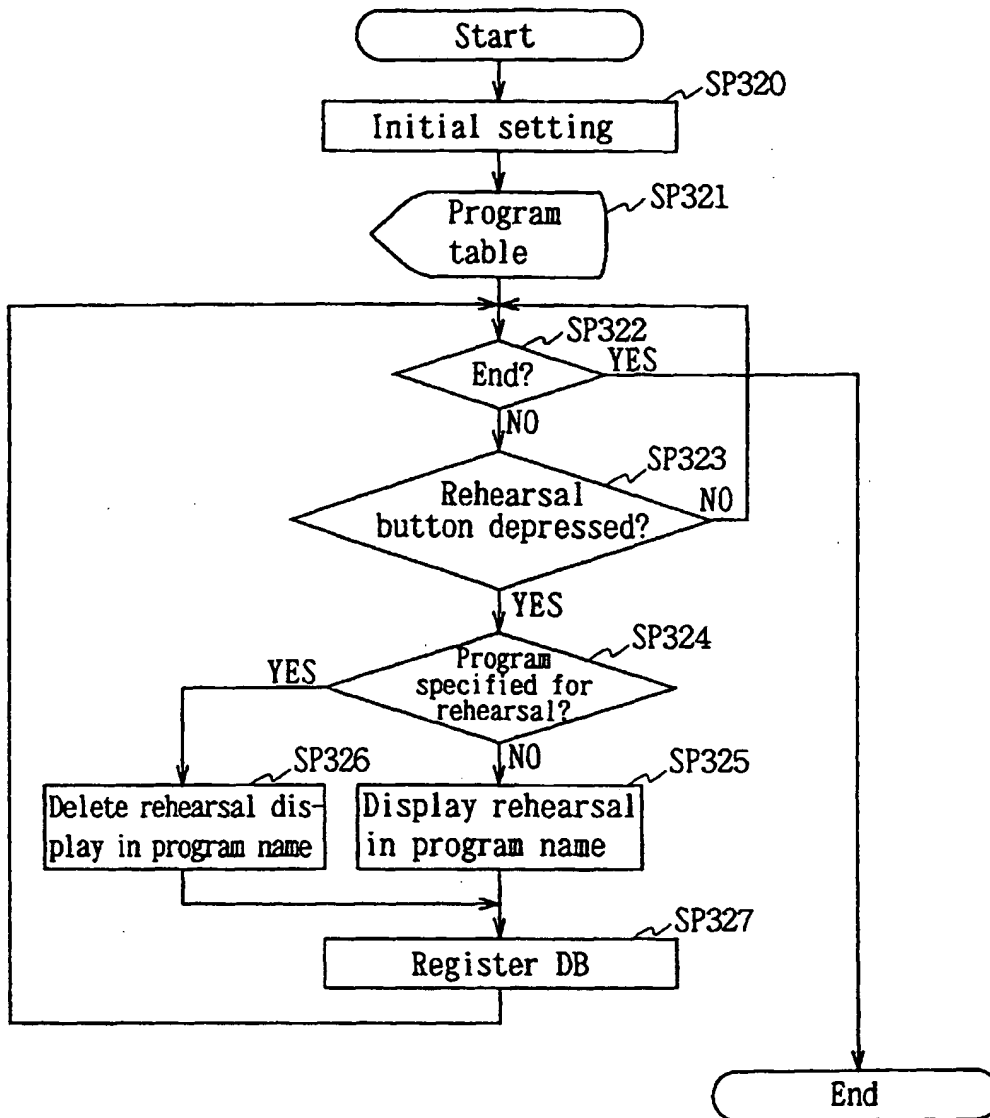 Start
SP320
Initial setting
SP321
Program
table
SP322
End?
YES
NO
SP323
Rehearsal
button depressed?
NO
YES
SP324
Program
specified for
rehearsal?
YES
NO
SP326
Delete rehearsal dis-
play in program name
SP325
Display rehearsal
in program name
SP327
Register DB
End